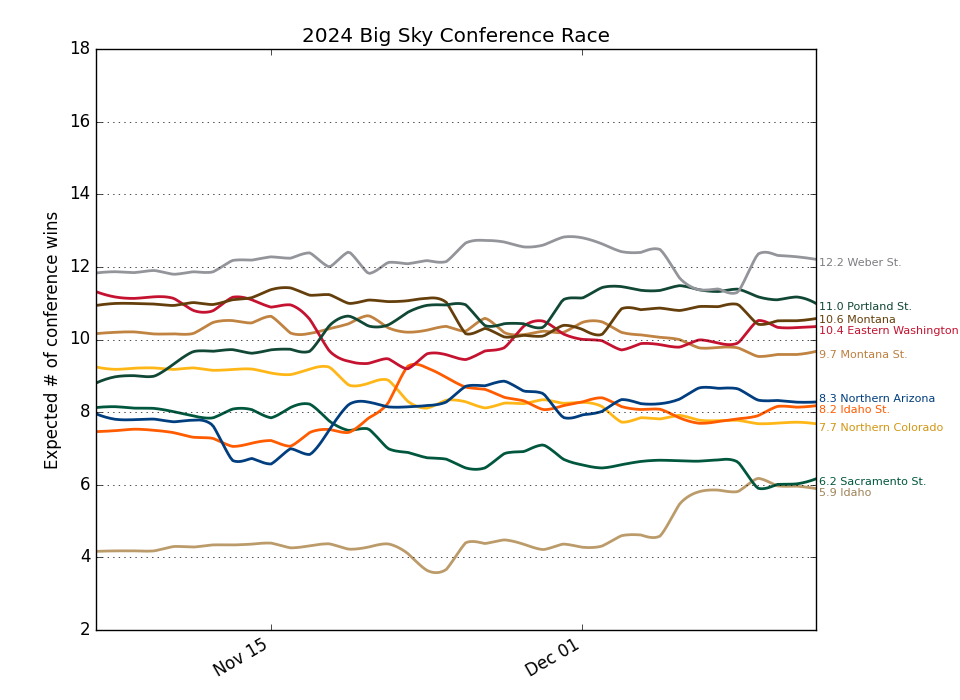 2024 Big Sky Conference Race
Expected # of conference wins
18
16
14
12
10
8
6
4
2
Nov 15
Dec 01
12.2 Weber St.
11.0 Portland St.
10.6 Montana
10.4 Eastern Washington
9.7 Montana St.
8.3 Northern Arizona
8.2 Idaho St.
7.7 Northern Colorado
6.2 Sacramento St.
5.9 Idaho